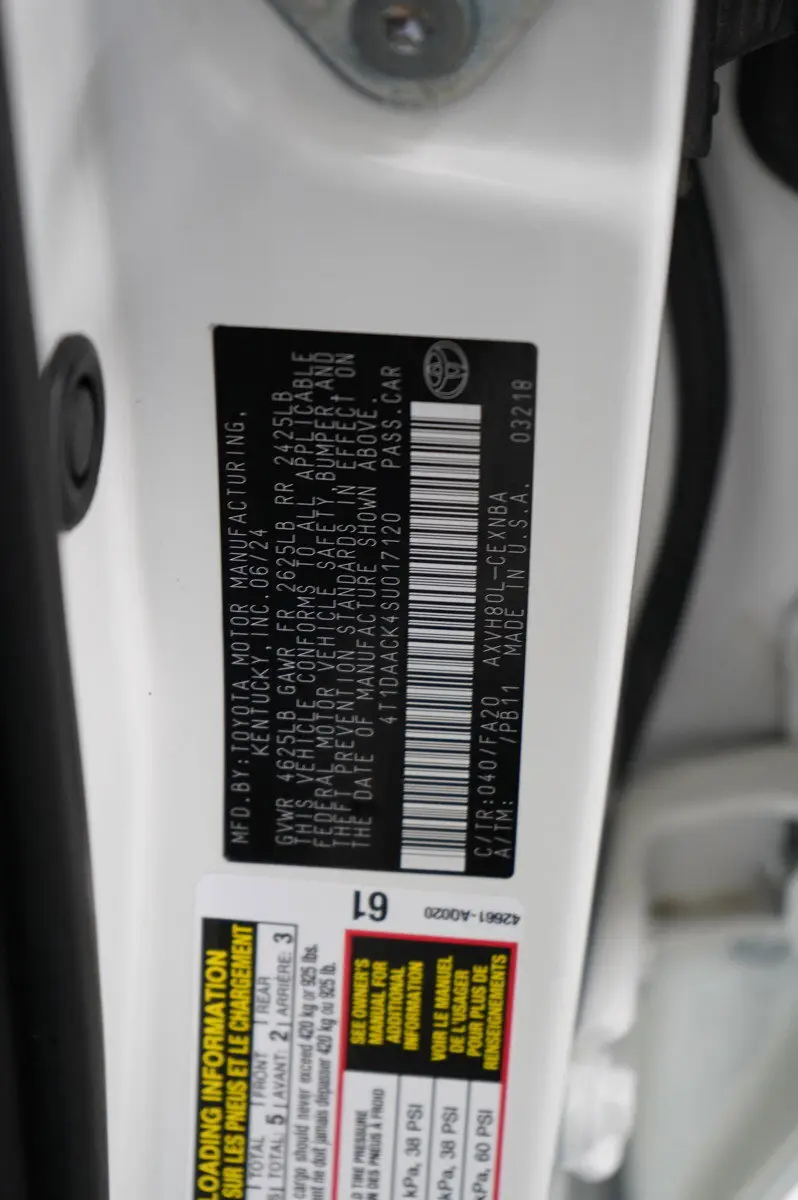 MFD.BY:TOYOTA MOTOR MANUFACTURING,
KENTUCKY,INC.06/24
GVWR 4625LB GAWR FR 2625LB RR 2425LB
THIS VEHICLE CONFORMS TO ALL APPLICABLE
FEDERAL MOTOR VEHICLE SAFETY, BUMPER,AND
THEFT PREVENTION STANDARDS IN EFFECT ON
THE DATE OF MANUFACTURE SHOWN ABOVE.
4T1DAACK4SU017120 PASS.CAR
C/TR:040/FA20 AXVH80L-CEXNBA 03218
A/TM: /PB11 MADE IN U.S.A.
61
42661-A0020
LOADING INFORMATION
SUR LES PNEUS ET LE CHARGEMENT
TOTAL FRONT REAR
TOTAL: 5 AVANT: 2 ARRIÈRE: 3
cargo should never exceed 420 kg or 925 lbs.
ne doit jamais dépasser 420 kg ou 925 lb.
SEE OWNER'S
MANUAL FOR
ADDITIONAL
INFORMATION
VOIR LE MANUEL
DE L'USAGER
POUR PLUS DE
RENSEIGNEMENTS
TIRE PRESSURE
DES PNEUS À FROID
kPa, 38 PSI
kPa, 38 PSI
kPa, 60 PSI